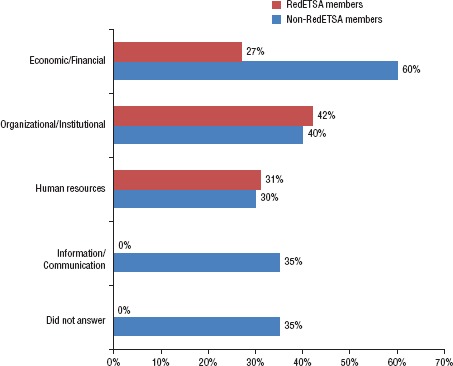 RedETSA members
Non-RedETSA members
Economic/Financial
27%
60%
Organizational/Institutional
42%
40%
Human resources
31%
30%
Information/
Communication
0%
35%
Did not answer
0%
35%
0% 10% 20% 30% 40% 50% 60% 70%